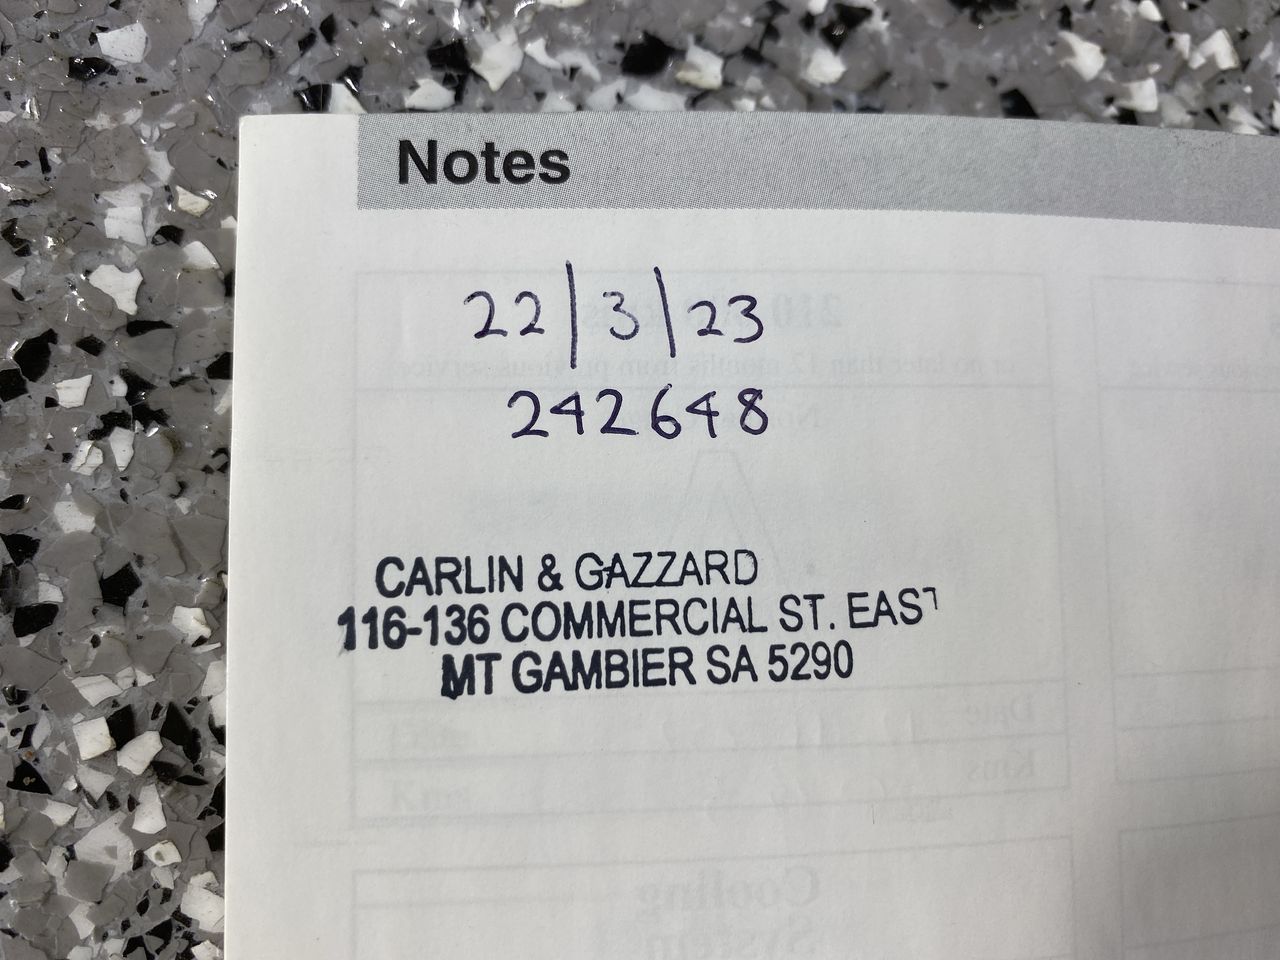 Notes
22/3/23
242648
CARLIN & GAZZARD
116-136 COMMERCIAL ST. EAST
MT GAMBIER SA 5290